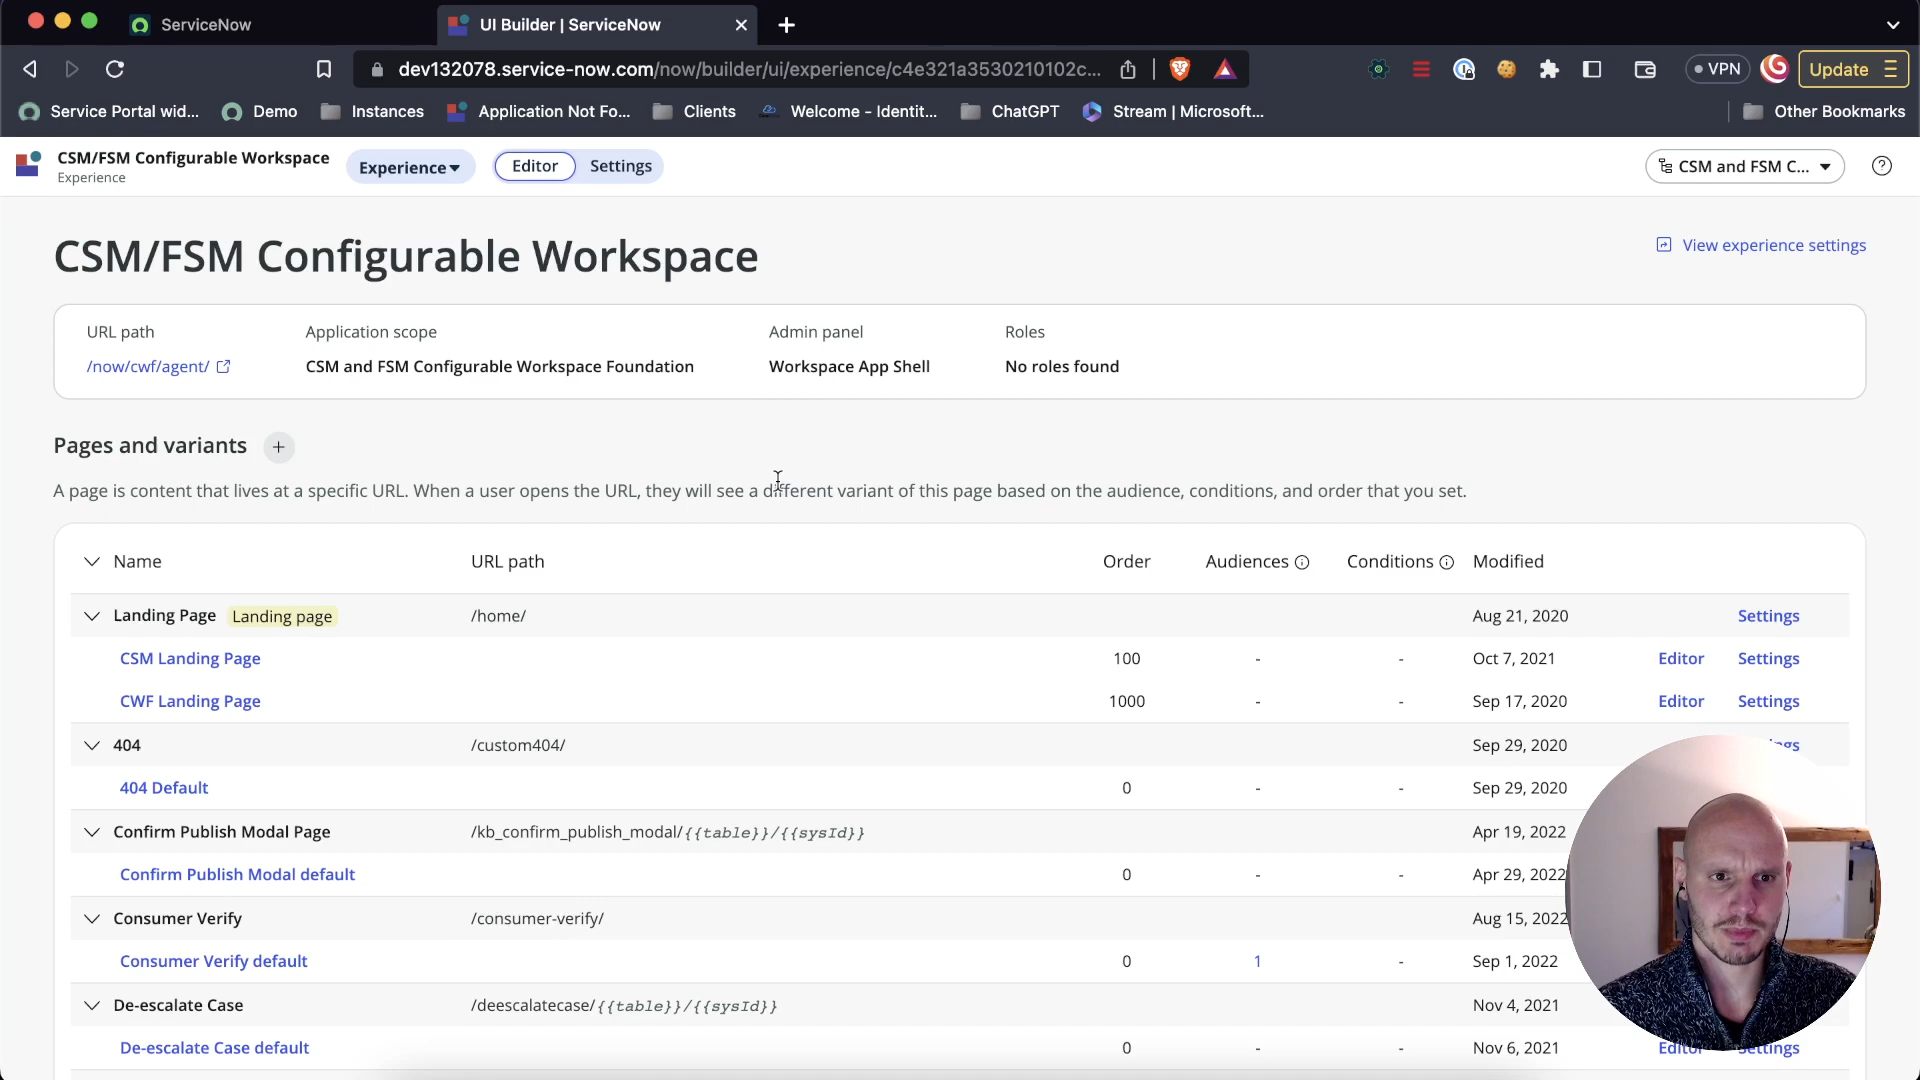 ServiceNow
UI Builder | ServiceNow
dev132078.service-now.com/now/builder/ui/experience/c4e321a3530210102c...
VPN
Update
Service Portal wid...
Demo
Instances
Application Not Fo...
Clients
Welcome - Identit...
ChatGPT
Stream | Microsoft...
Other Bookmarks
CSM/FSM Configurable Workspace
Experience
Experience
Editor
Settings
CSM and FSM C...
CSM/FSM Configurable Workspace
View experience settings
URL path
Application scope
Admin panel
Roles
/now/cwf/agent/
CSM and FSM Configurable Workspace Foundation
Workspace App Shell
No roles found
Pages and variants
A page is content that lives at a specific URL. When a user opens the URL, they will see a different variant of this page based on the audience, conditions, and order that you set.
Name URL path Order Audiences Conditions Modified
Landing Page Landing page /home/ Aug 21, 2020 Settings
CSM Landing Page 100 - - Oct 7, 2021 Editor Settings
CWF Landing Page 1000 - - Sep 17, 2020 Editor Settings
404 /custom404/ Sep 29, 2020
404 Default 0 - - Sep 29, 2020
Confirm Publish Modal Page /kb_confirm_publish_modal/{{table}}/{{sysId}} Apr 19, 2022
Confirm Publish Modal default 0 - - Apr 29, 2022
Consumer Verify /consumer-verify/ Aug 15, 2022
Consumer Verify default 0 1 - Sep 1, 2022
De-escalate Case /deescalatecase/{{table}}/{{sysId}} Nov 4, 2021
De-escalate Case default 0 - - Nov 6, 2021 Editor Settings